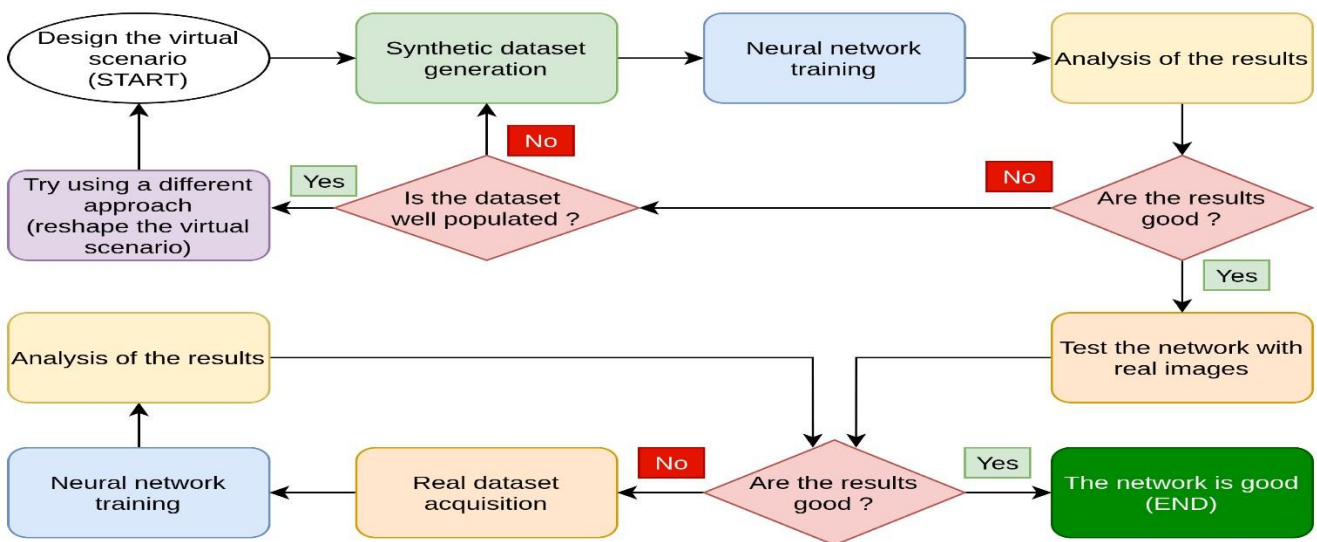 Design the virtual
scenario
(START)
Synthetic dataset
generation
Neural network
training
Analysis of the results
No
Yes
Try using a different
approach
(reshape the virtual
scenario)
Is the dataset
well populated ?
No
Are the results
good ?
Yes
Analysis of the results
Test the network with
real images
Neural network
training
Real dataset
acquisition
No
Are the results
good ?
Yes
The network is good
(END)